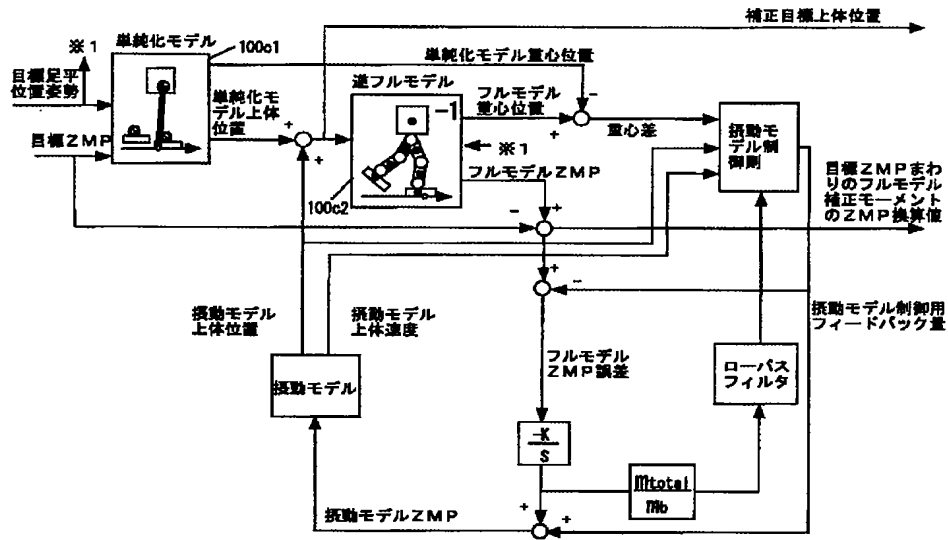 補正目標上体位置
※1
単純化モデル
100c1
単純化モデル重心位置
目標足平
位置姿勢
逆フルモデル
単純化モ
デル上体
位置
フルモデル
重心位置
-1
-
+
+
+
重心差
摂動モ
デル制
御則
目標ZMP
※1
フルモデルZMP
100c2
目標ZMPまわ
りのフルモデル
補正モーメント
のZMP換算値
-
+
+
-
摂動モデル
上体位置
摂動モデル
上体速度
摂動モデル制御用
フィードバック量
フルモデル
ZMP誤差
ローパス
フィルタ
摂動モデル
-K
S
mtotal
mb
摂動モデルZMP
+
+